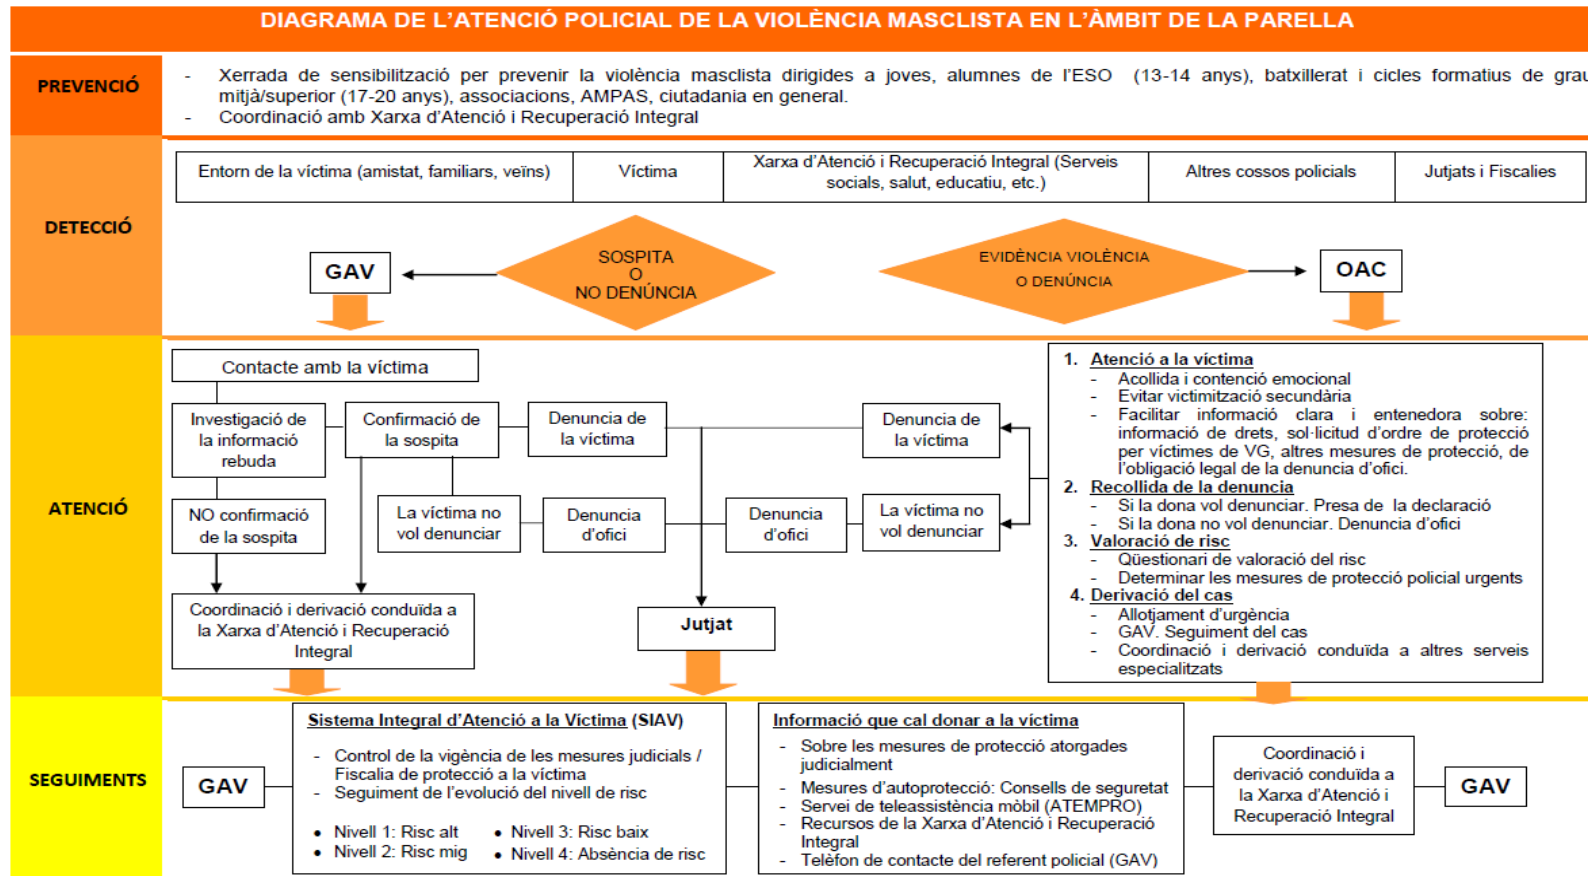 DIAGRAMA DE L'ATENCIÓ POLICIAL DE LA VIOLÈNCIA MASCLISTA EN L'ÀMBIT DE LA PARELLA
PREVENCIÓ
- Xerrada de sensibilització per prevenir la violència masclista dirigides a joves, alumnes de l'ESO (13-14 anys), batxillerat i cicles formatius de grau
mitjà/superior (17-20 anys), associacions, AMPAS, ciutadania en general.
- Coordinació amb Xarxa d'Atenció i Recuperació Integral
DETECCIÓ
Entorn de la víctima (amistat, familiars, veïns)
Víctima
Xarxa d'Atenció i Recuperació Integral (Serveis
socials, salut, educatiu, etc.)
Altres cossos policials
Jutjats i Fiscalies
GAV
SOSPITA
O
NO DENÚNCIA
EVIDÈNCIA VIOLÈNCIA
O DENÚNCIA
OAC
ATENCIÓ
Contacte amb la víctima
Investigació de
la informació
rebuda
Confirmació de
la sospita
Denuncia de
la víctima
Denuncia de
la víctima
NO confirmació
de la sospita
La víctima no
vol denunciar
Denuncia
d'ofici
Denuncia
d'ofici
La víctima no
vol denunciar
Coordinació i derivació conduïda a
la Xarxa d'Atenció i Recuperació
Integral
Jutjat
1. Atenció a la víctima
- Acollida i contenció emocional
- Evitar victimització secundària
- Facilitar informació clara i entenedora sobre:
informació de drets, sol·licitud d'ordre de protecció
per víctimes de VG, altres mesures de protecció, de
l'obligació legal de la denuncia d'ofici.
2. Recollida de la denuncia
- Si la dona vol denunciar. Presa de la declaració
- Si la dona no vol denunciar. Denuncia d'ofici
3. Valoració de risc
- Qüestionari de valoració del risc
- Determinar les mesures de protecció policial urgents
4. Derivació del cas
- Allotjament d'urgència
- GAV. Seguiment del cas
- Coordinació i derivació conduïda a altres serveis
especialitzats
SEGUIMENTS
GAV
Sistema Integral d'Atenció a la Víctima (SIAV)
- Control de la vigència de les mesures judicials /
Fiscalia de protecció a la víctima
- Seguiment de l'evolució del nivell de risc
• Nivell 1: Risc alt
• Nivell 2: Risc mig
• Nivell 3: Risc baix
• Nivell 4: Absència de risc
Informació que cal donar a la víctima
- Sobre les mesures de protecció atorgades
judicialment
- Mesures d'autoprotecció: Consells de seguretat
- Servei de teleassistència mòbil (ATEMPRO)
- Recursos de la Xarxa d'Atenció i Recuperació
Integral
- Telèfon de contacte del referent policial (GAV)
Coordinació i
derivació conduïda a
la Xarxa d'Atenció i
Recuperació Integral
GAV